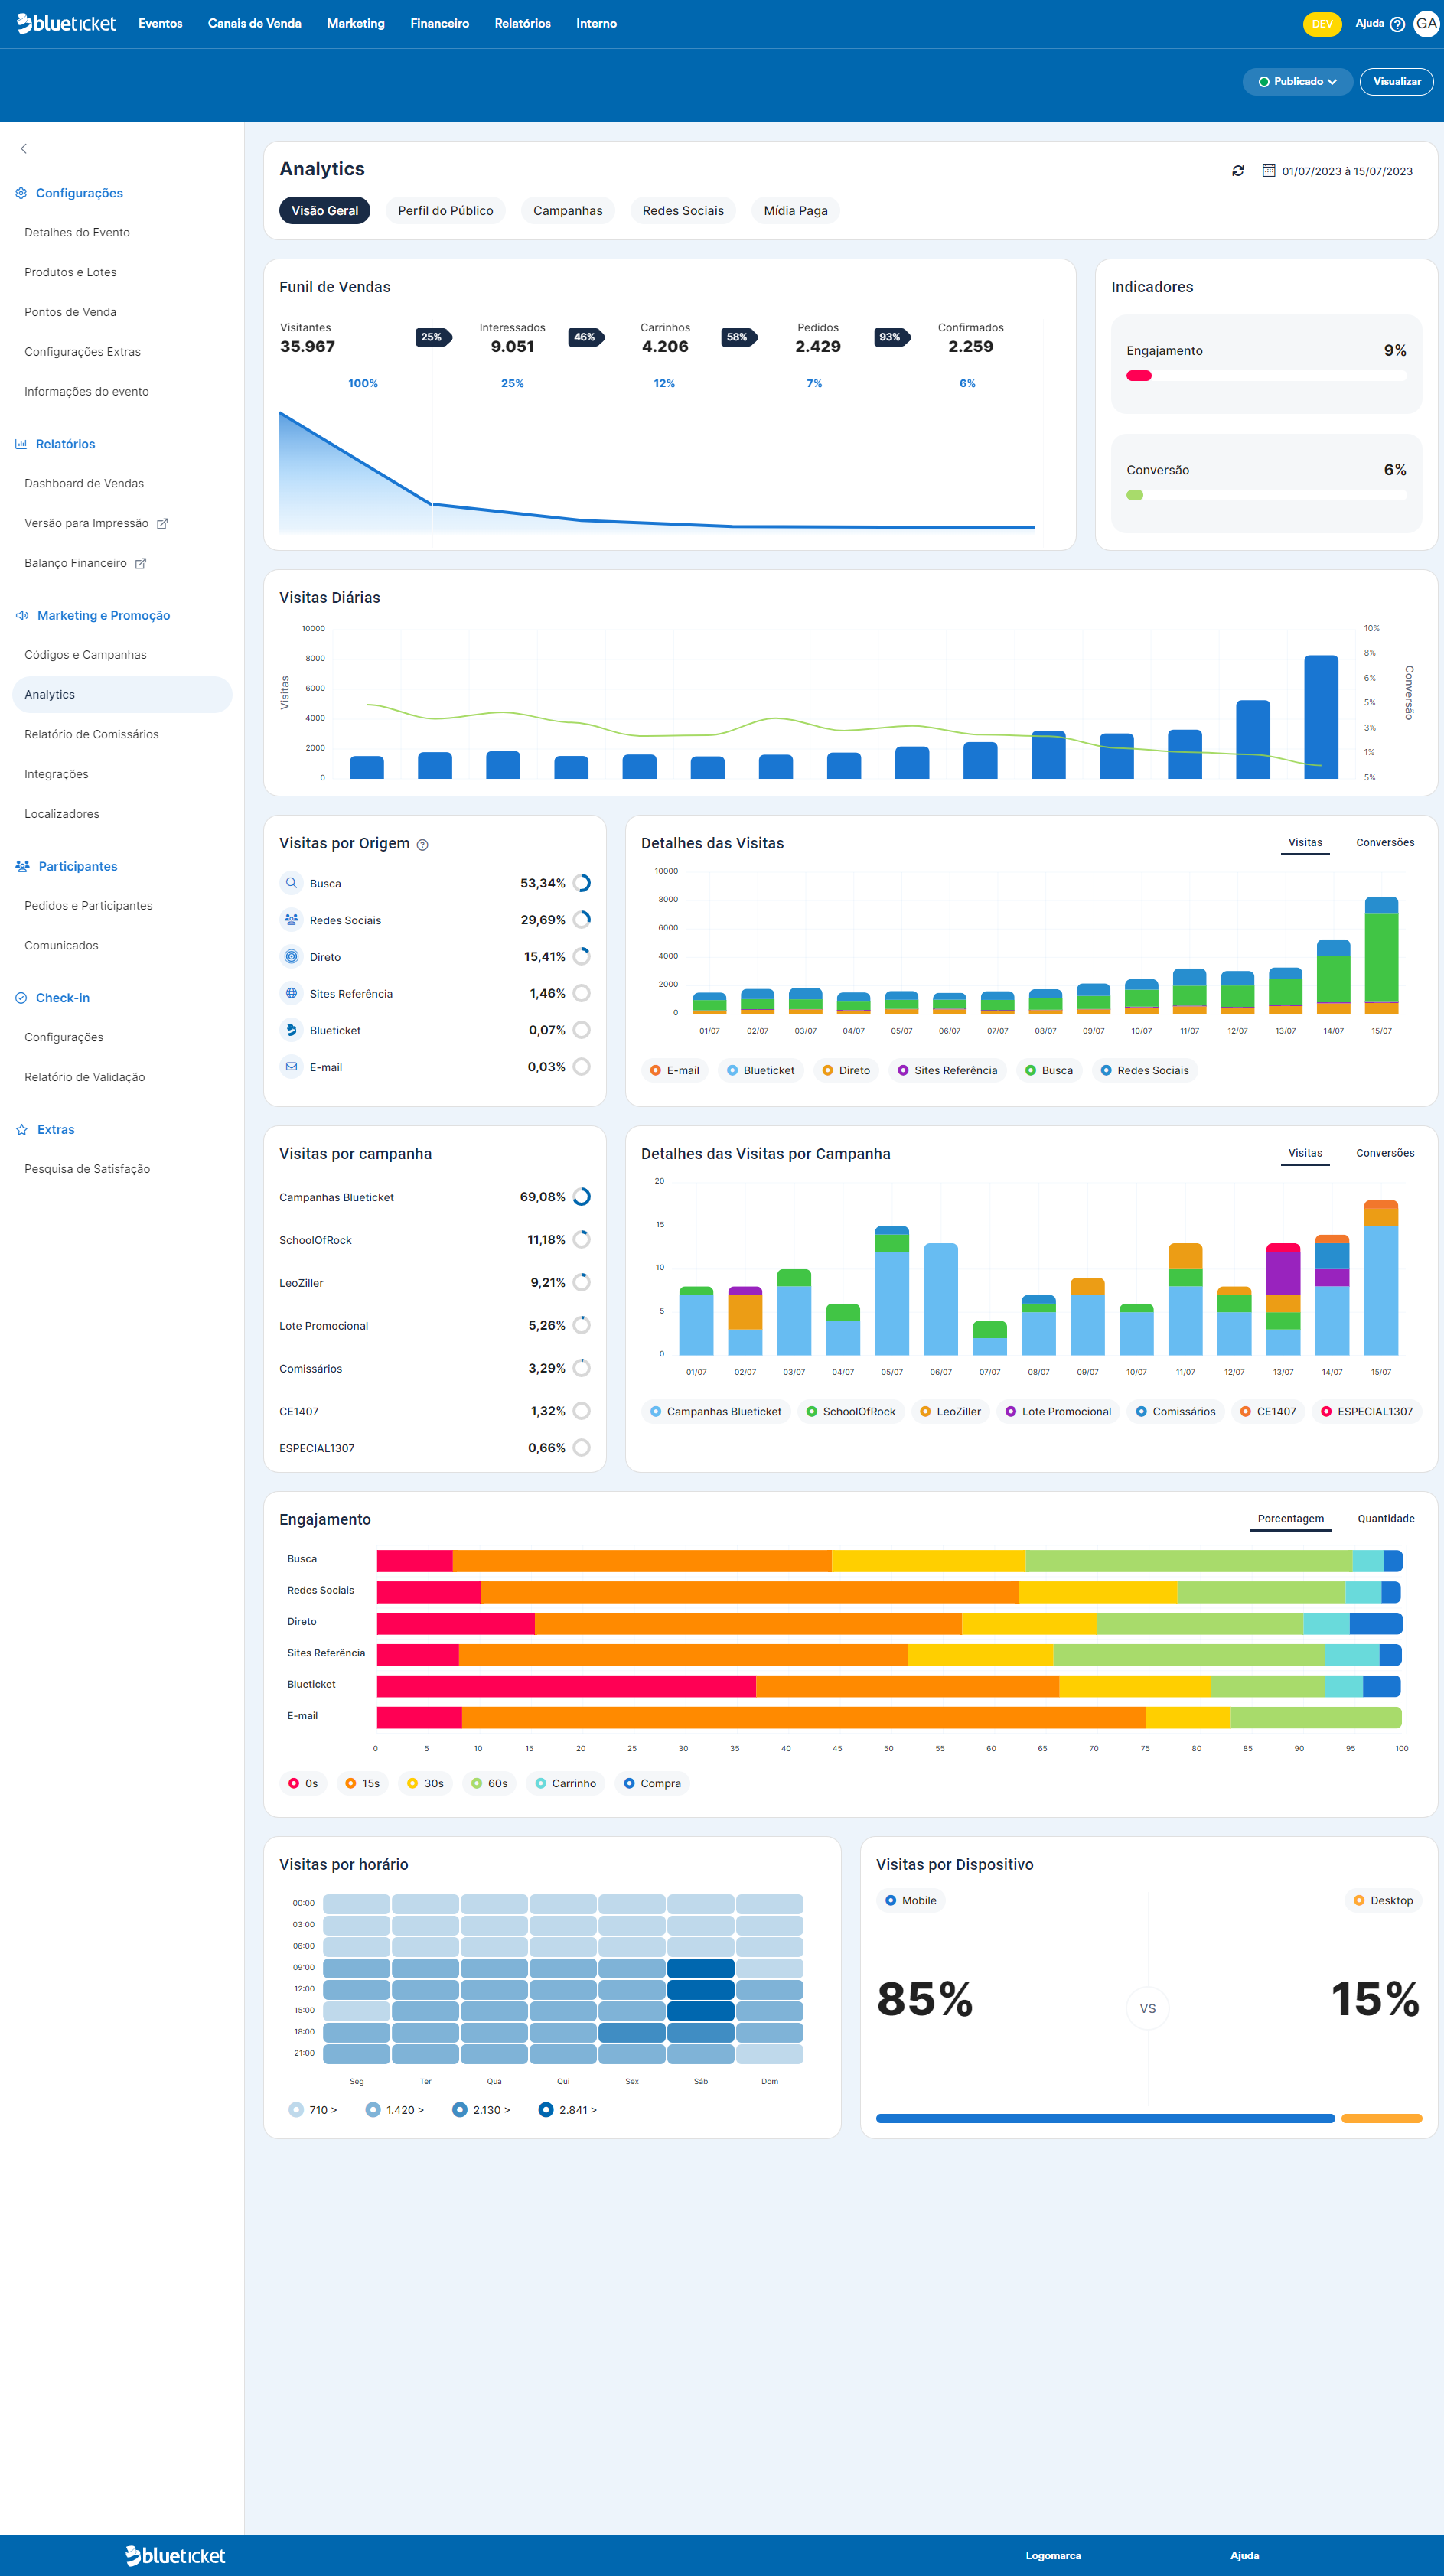 blueticket Eventos Canais de Venda Marketing Financeiro Relatórios Interno DEV Ajuda GA
Publicado Visualizar
Configurações
Detalhes do Evento
Produtos e Lotes
Pontos de Venda
Configurações Extras
Informações do evento
Relatórios
Dashboard de Vendas
Versão para Impressão
Balanço Financeiro
Marketing e Promoção
Códigos e Campanhas
Analytics
Relatório de Comissários
Integrações
Localizadores
Participantes
Pedidos e Participantes
Comunicados
Check-in
Configurações
Relatório de Validação
Extras
Pesquisa de Satisfação
Analytics
01/07/2023 à 15/07/2023
Visão Geral Perfil do Público Campanhas Redes Sociais Mídia Paga
Funil de Vendas
Visitantes 25% Interessados 46% Carrinhos 58% Pedidos 93% Confirmados
35.967 9.051 4.206 2.429 2.259
100% 25% 12% 7% 6%
Indicadores
Engajamento 9%
Conversão 6%
Visitas Diárias
Visitas
10000
8000
6000
4000
2000
0
10%
8%
6%
5%
3%
1%
5%
Conversão
Visitas por Origem ?
Busca 53,34%
Redes Sociais 29,69%
Direto 15,41%
Sites Referência 1,46%
Blueticket 0,07%
E-mail 0,03%
Detalhes das Visitas
Visitas Conversões
10000
8000
6000
4000
2000
0
01/07 02/07 03/07 04/07 05/07 06/07 07/07 08/07 09/07 10/07 11/07 12/07 13/07 14/07 15/07
E-mail Blueticket Direto Sites Referência Busca Redes Sociais
Visitas por campanha
Campanhas Blueticket 69,08%
SchoolOfRock 11,18%
LeoZiller 9,21%
Lote Promocional 5,26%
Comissários 3,29%
CE1407 1,32%
ESPECIAL1307 0,66%
Detalhes das Visitas por Campanha
Visitas Conversões
20
15
10
5
0
01/07 02/07 03/07 04/07 05/07 06/07 07/07 08/07 09/07 10/07 11/07 12/07 13/07 14/07 15/07
Campanhas Blueticket SchoolOfRock LeoZiller Lote Promocional Comissários CE1407 ESPECIAL1307
Engajamento
Porcentagem Quantidade
Busca
Redes Sociais
Direto
Sites Referência
Blueticket
E-mail
0 5 10 15 20 25 30 35 40 45 50 55 60 65 70 75 80 85 90 95 100
0s 15s 30s 60s Carrinho Compra
Visitas por horário
00:00
03:00
06:00
09:00
12:00
15:00
18:00
21:00
Seg Ter Qua Qui Sex Sáb Dom
710 > 1.420 > 2.130 > 2.841 >
Visitas por Dispositivo
Mobile Desktop
85% VS 15%
blueticket Logomarca Ajuda